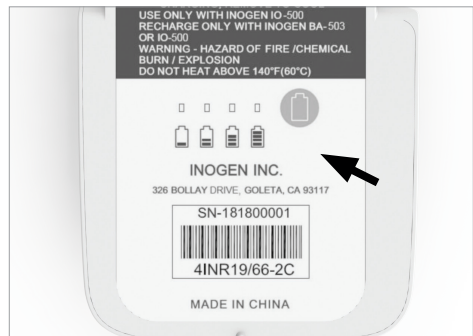 USE ONLY WITH INOGEN IO-500
RECHARGE ONLY WITH INOGEN BA-503
OR IO-500
WARNING - HAZARD OF FIRE /CHEMICAL
BURN / EXPLOSION
DO NOT HEAT ABOVE 140°F(60°C)
INOGEN INC.
326 BOLLAY DRIVE, GOLETA, CA 93117
SN-181800001
4INR19/66-2C
MADE IN CHINA